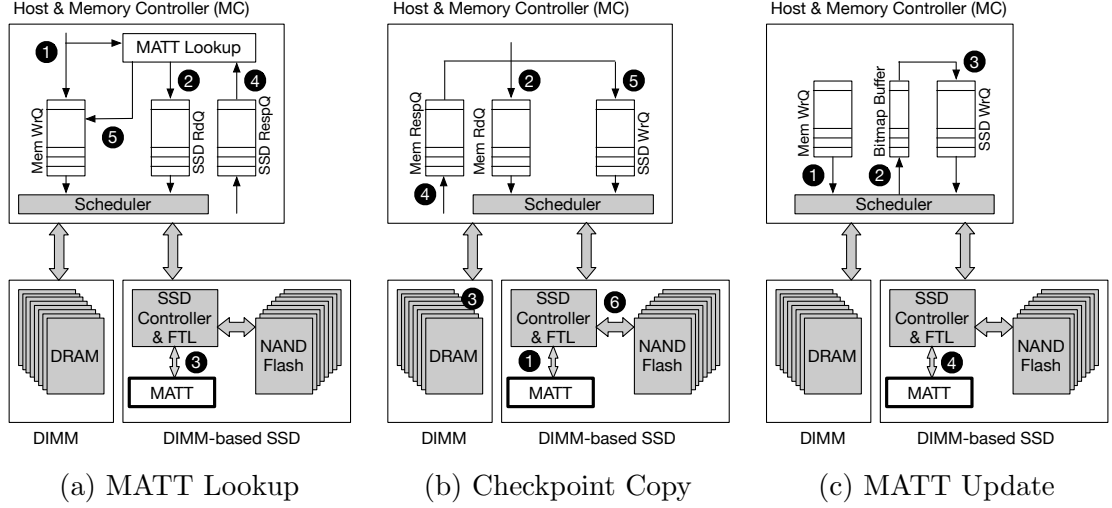 Host & Memory Controller (MC)
1
MATT Lookup
2
4
Mem WrQ
5
SSD RdQ
SSD RespQ
Scheduler
SSD
Controller
& FTL
3
MATT
DRAM
NAND
Flash
DIMM
DIMM-based SSD
(a) MATT Lookup
Host & Memory Controller (MC)
2
5
Mem RespQ
Mem RdQ
SSD WrQ
4
Scheduler
3
SSD
Controller
& FTL
6
1
MATT
DRAM
NAND
Flash
DIMM
DIMM-based SSD
(b) Checkpoint Copy
Host & Memory Controller (MC)
3
Mem WrQ
Bitmap Buffer
SSD WrQ
1
2
Scheduler
SSD
Controller
& FTL
4
MATT
DRAM
NAND
Flash
DIMM
DIMM-based SSD
(c) MATT Update